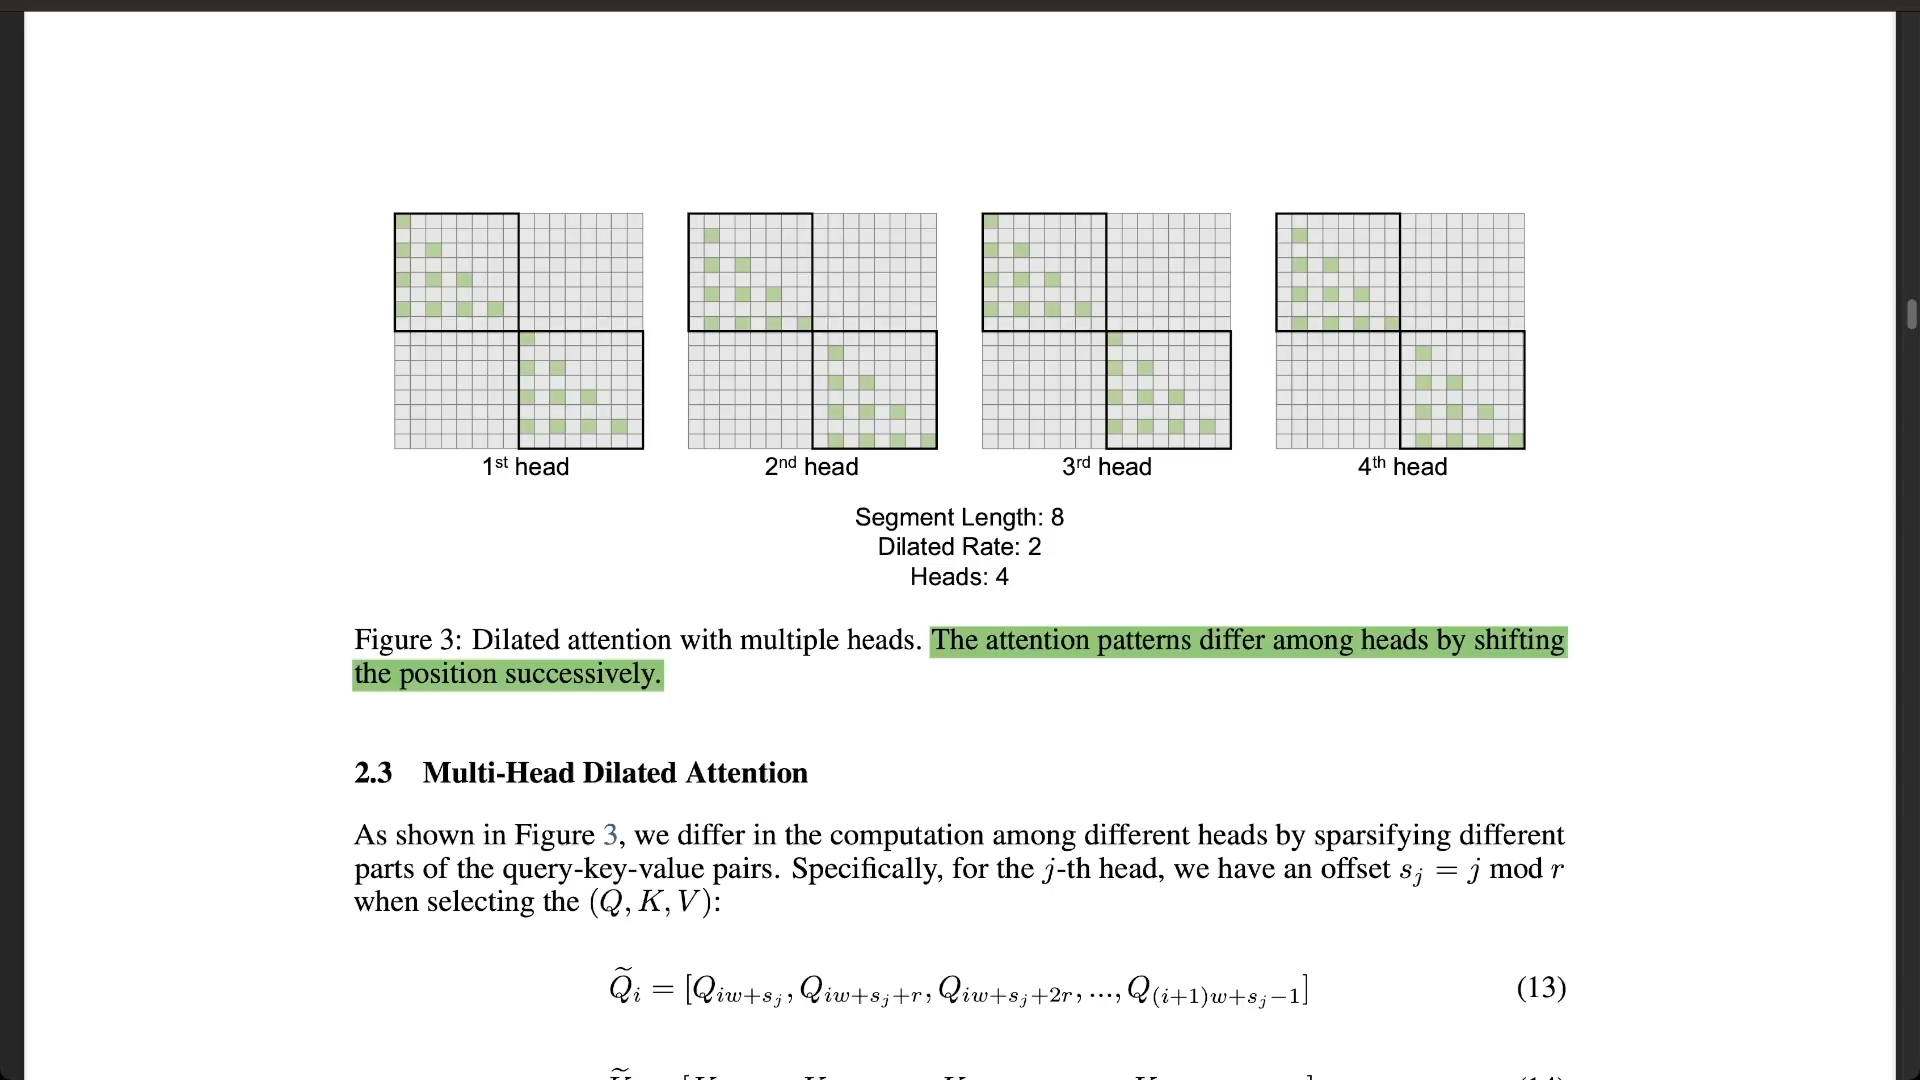 1st head 2nd head 3rd head 4th head
Segment Length: 8
Dilated Rate: 2
Heads: 4
Figure 3: Dilated attention with multiple heads. The attention patterns differ among heads by shifting
the position successively.
2.3 Multi-Head Dilated Attention
As shown in Figure 3, we differ in the computation among different heads by sparsifying different
parts of the query-key-value pairs. Specifically, for the j-th head, we have an offset s_j = j mod r
when selecting the (Q, K, V):
Q̃_i = [Q_{iw+s_j}, Q_{iw+s_j+r}, Q_{iw+s_j+2r}, ..., Q_{(i+1)w+s_j−1}] (13)